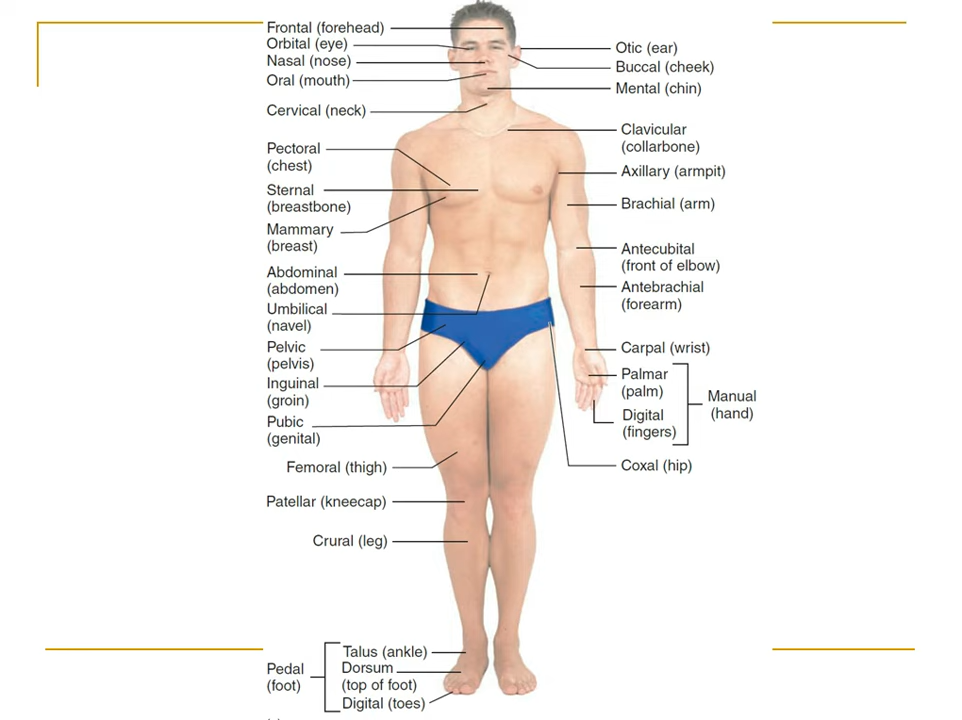 Frontal (forehead)
Orbital (eye)
Nasal (nose)
Oral (mouth)
Cervical (neck)
Pectoral
(chest)
Sternal
(breastbone)
Mammary
(breast)
Abdominal
(abdomen)
Umbilical
(navel)
Pelvic
(pelvis)
Inguinal
(groin)
Pubic
(genital)
Femoral (thigh)
Patellar (kneecap)
Crural (leg)
Pedal
(foot)
Talus (ankle)
Dorsum
(top of foot)
Digital (toes)
Otic (ear)
Buccal (cheek)
Mental (chin)
Clavicular
(collarbone)
Axillary (armpit)
Brachial (arm)
Antecubital
(front of elbow)
Antebrachial
(forearm)
Carpal (wrist)
Palmar
(palm)
Digital
(fingers)
Manual
(hand)
Coxal (hip)